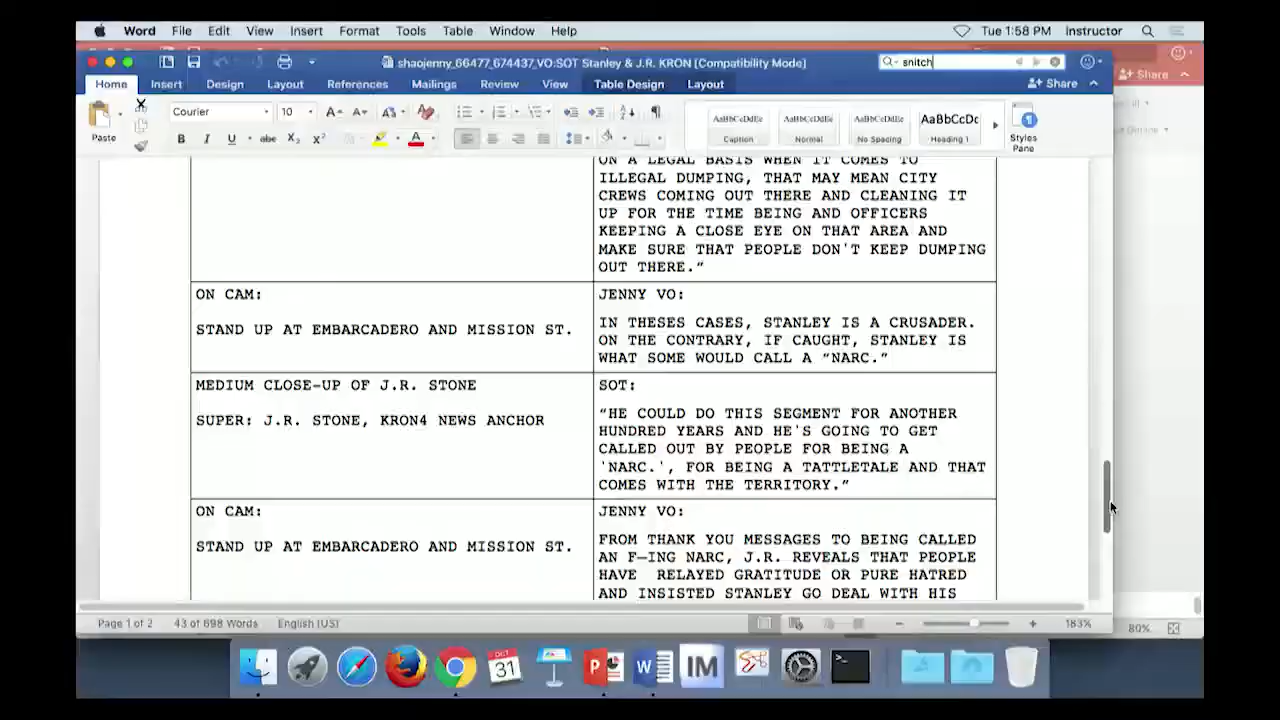 Word File Edit View Insert Format Tools Table Window Help Tue 1:58 PM Instructor
shaojenny_66477_674437_VO:SOT Stanley & J.R. KRON [Compatibility Mode] snitch
Home Insert Design Layout References Mailings Review View Table Design Layout Share
Share
Paste Courier 10
B I U abc X₂ X² A
AaBbCcDdEe AaBbCcDdEe AaBbCcDdEe AaBbCcDc
Caption Normal No Spacing Heading 1 Styles Pane
ON A LEGAL BASIS WHEN IT COMES TO
ILLEGAL DUMPING, THAT MAY MEAN CITY
CREWS COMING OUT THERE AND CLEANING IT
UP FOR THE TIME BEING AND OFFICERS
KEEPING A CLOSE EYE ON THAT AREA AND
MAKE SURE THAT PEOPLE DON'T KEEP DUMPING
OUT THERE.”
ON CAM:
STAND UP AT EMBARCADERO AND MISSION ST.
JENNY VO:
IN THESES CASES, STANLEY IS A CRUSADER.
ON THE CONTRARY, IF CAUGHT, STANLEY IS
WHAT SOME WOULD CALL A “NARC.”
MEDIUM CLOSE-UP OF J.R. STONE
SUPER: J.R. STONE, KRON4 NEWS ANCHOR
SOT:
“HE COULD DO THIS SEGMENT FOR ANOTHER
HUNDRED YEARS AND HE'S GOING TO GET
CALLED OUT BY PEOPLE FOR BEING A
'NARC.', FOR BEING A TATTLETALE AND THAT
COMES WITH THE TERRITORY.”
ON CAM:
STAND UP AT EMBARCADERO AND MISSION ST.
JENNY VO:
FROM THANK YOU MESSAGES TO BEING CALLED
AN F—ING NARC, J.R. REVEALS THAT PEOPLE
HAVE RELAYED GRATITUDE OR PURE HATRED
AND INSISTED STANLEY GO DEAL WITH HIS
Page 1 of 2 43 of 698 Words English (US) 183%
80%
OCT
31
P W IM